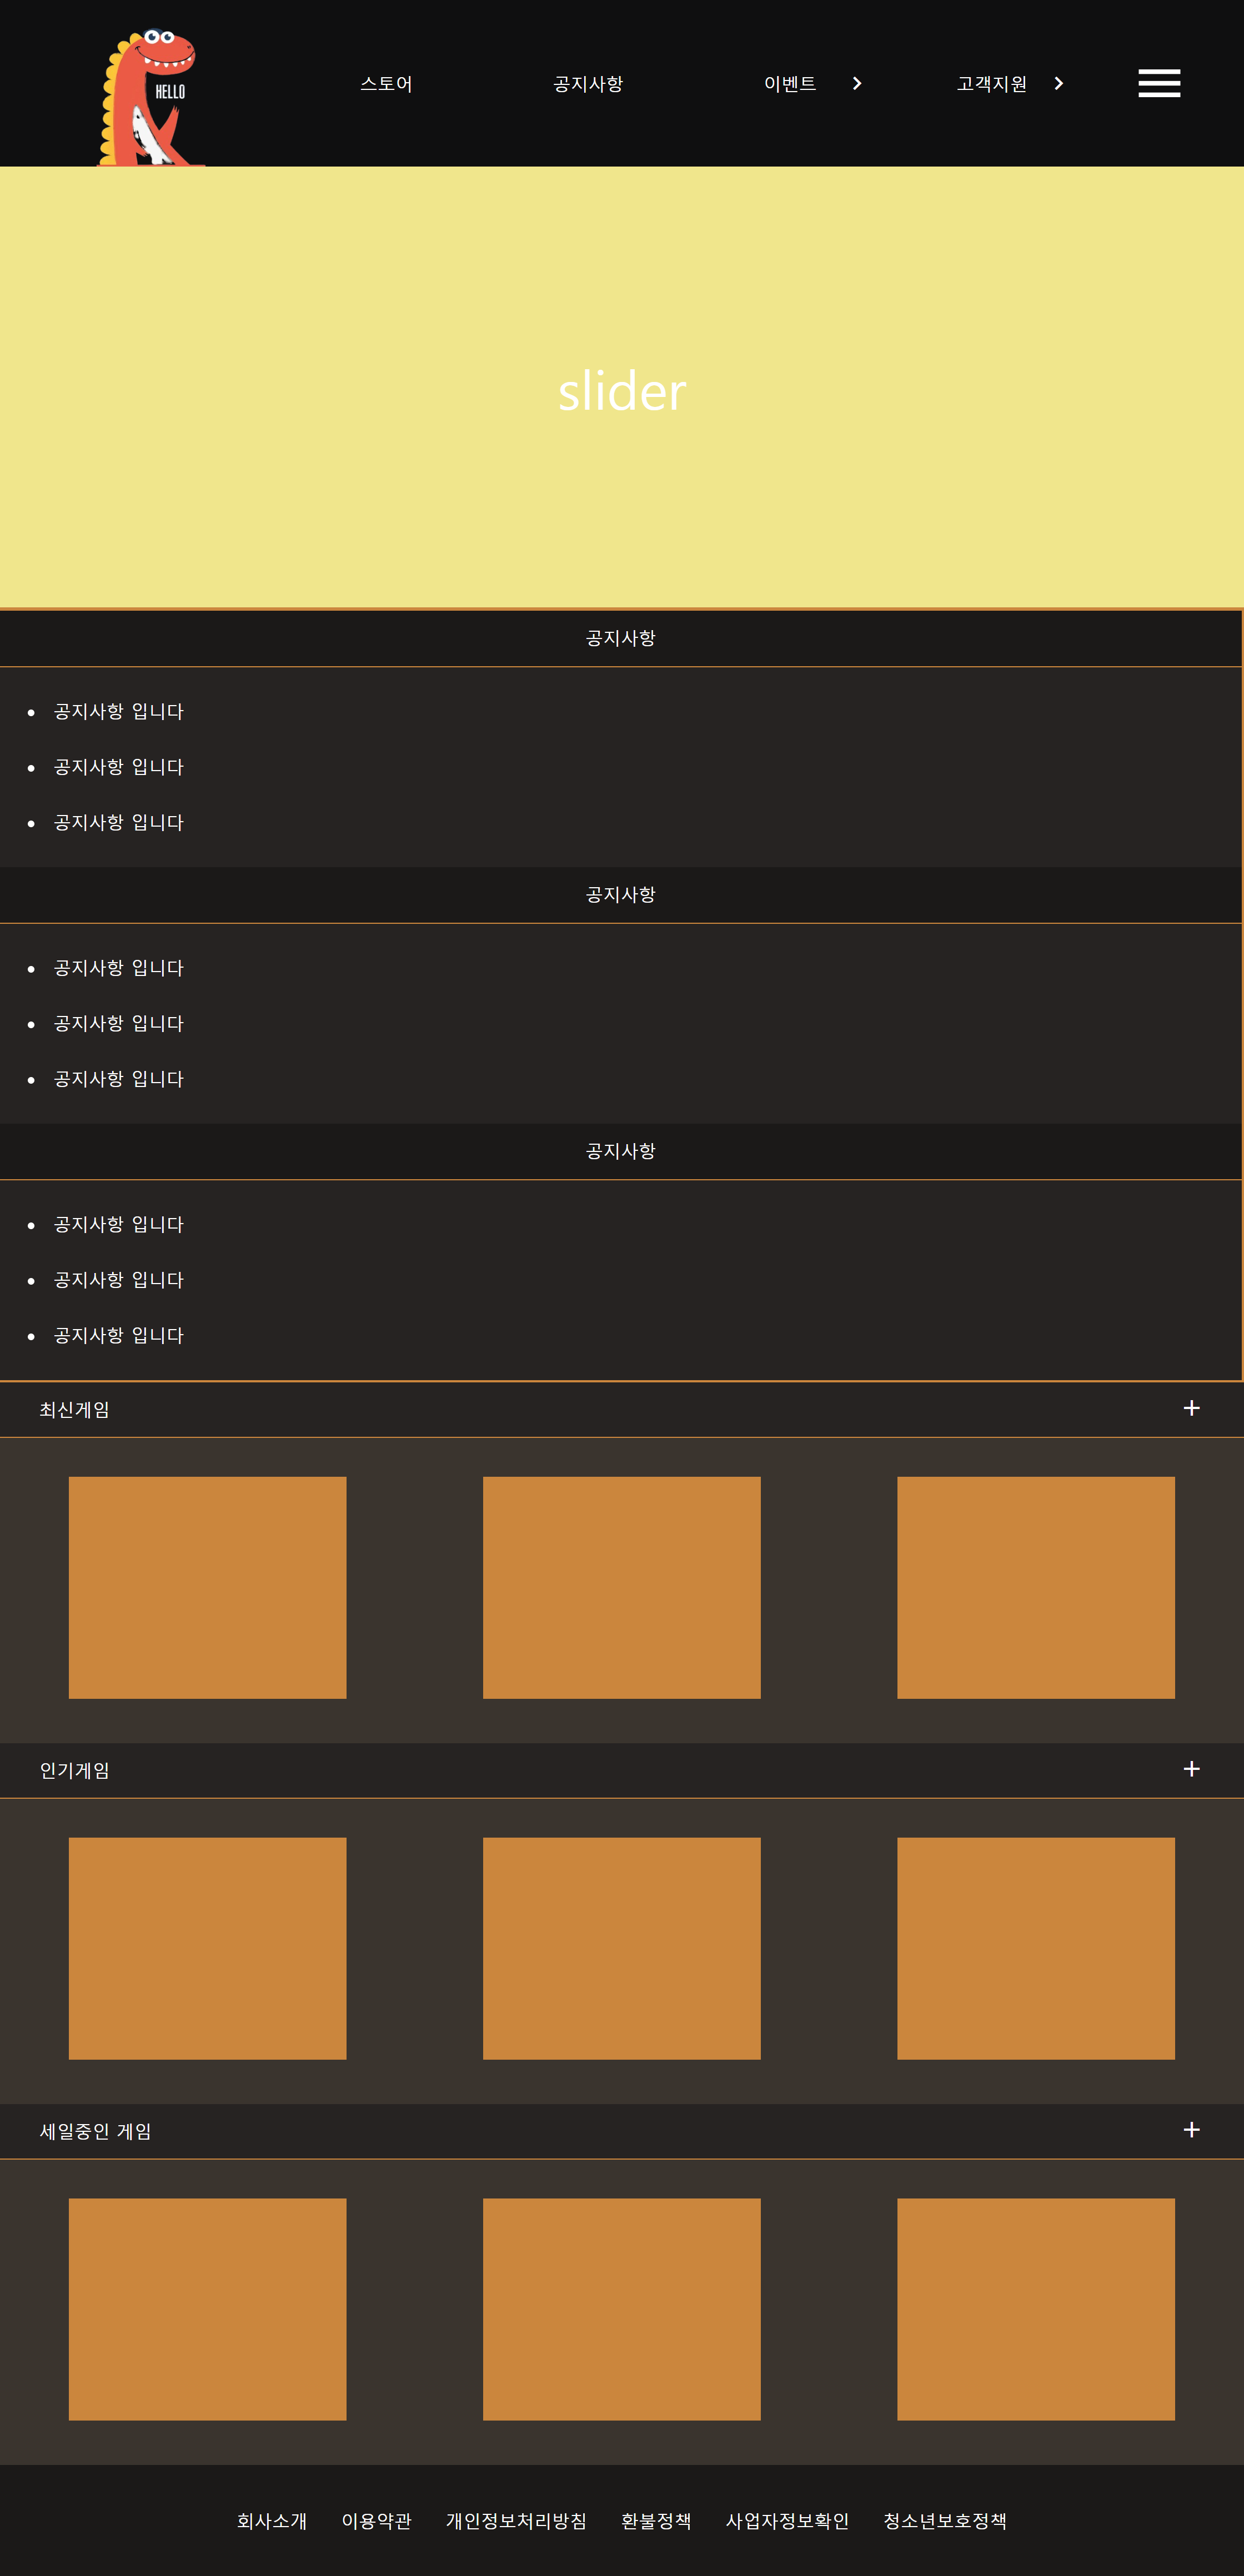 HELLO
스토어 공지사항 이벤트 고객지원
slider
공지사항
공지사항 입니다
공지사항 입니다
공지사항 입니다
공지사항
공지사항 입니다
공지사항 입니다
공지사항 입니다
공지사항
공지사항 입니다
공지사항 입니다
공지사항 입니다
최신게임 +
인기게임 +
세일중인 게임 +
회사소개 이용약관 개인정보처리방침 환불정책 사업자정보확인 청소년보호정책